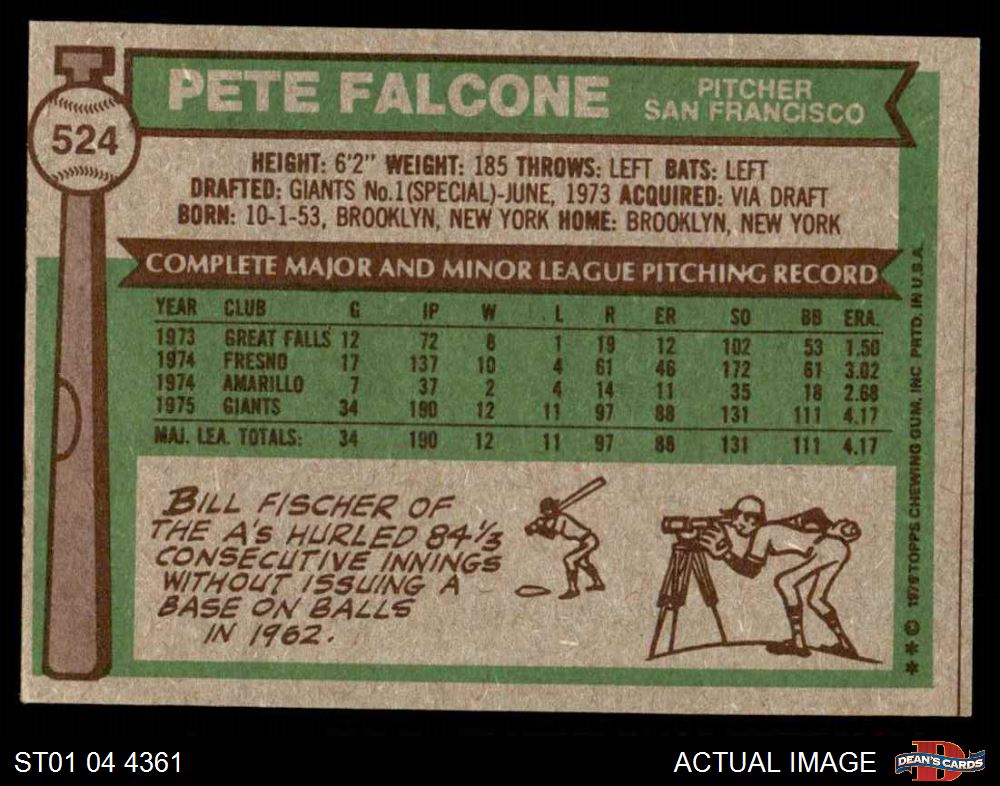 524
PETE FALCONE
PITCHER
SAN FRANCISCO
HEIGHT: 6'2" WEIGHT: 185 THROWS: LEFT BATS: LEFT
DRAFTED: GIANTS No.1(SPECIAL)-JUNE, 1973 ACQUIRED: VIA DRAFT
BORN: 10-1-53, BROOKLYN, NEW YORK HOME: BROOKLYN, NEW YORK
COMPLETE MAJOR AND MINOR LEAGUE PITCHING RECORD
YEAR CLUB G IP W L R ER SO BB ERA.
1973 GREAT FALLS 12 72 8 1 19 12 102 53 1.50
1974 FRESNO 17 137 10 4 61 46 172 61 3.02
1974 AMARILLO 7 37 2 4 14 11 35 18 2.68
1975 GIANTS 34 190 12 11 97 88 131 111 4.17
MAJ. LEA. TOTALS: 34 190 12 11 97 88 131 111 4.17
BILL FISCHER OF
THE A's HURLED 84 1/3
CONSECUTIVE INNINGS
WITHOUT ISSUING A
BASE ON BALLS
IN 1962.
** © 1976 TOPPS CHEWING GUM, INC PRTD. IN U.S.A.
ST01 04 4361
ACTUAL IMAGE
D
DEAN'S CARDS